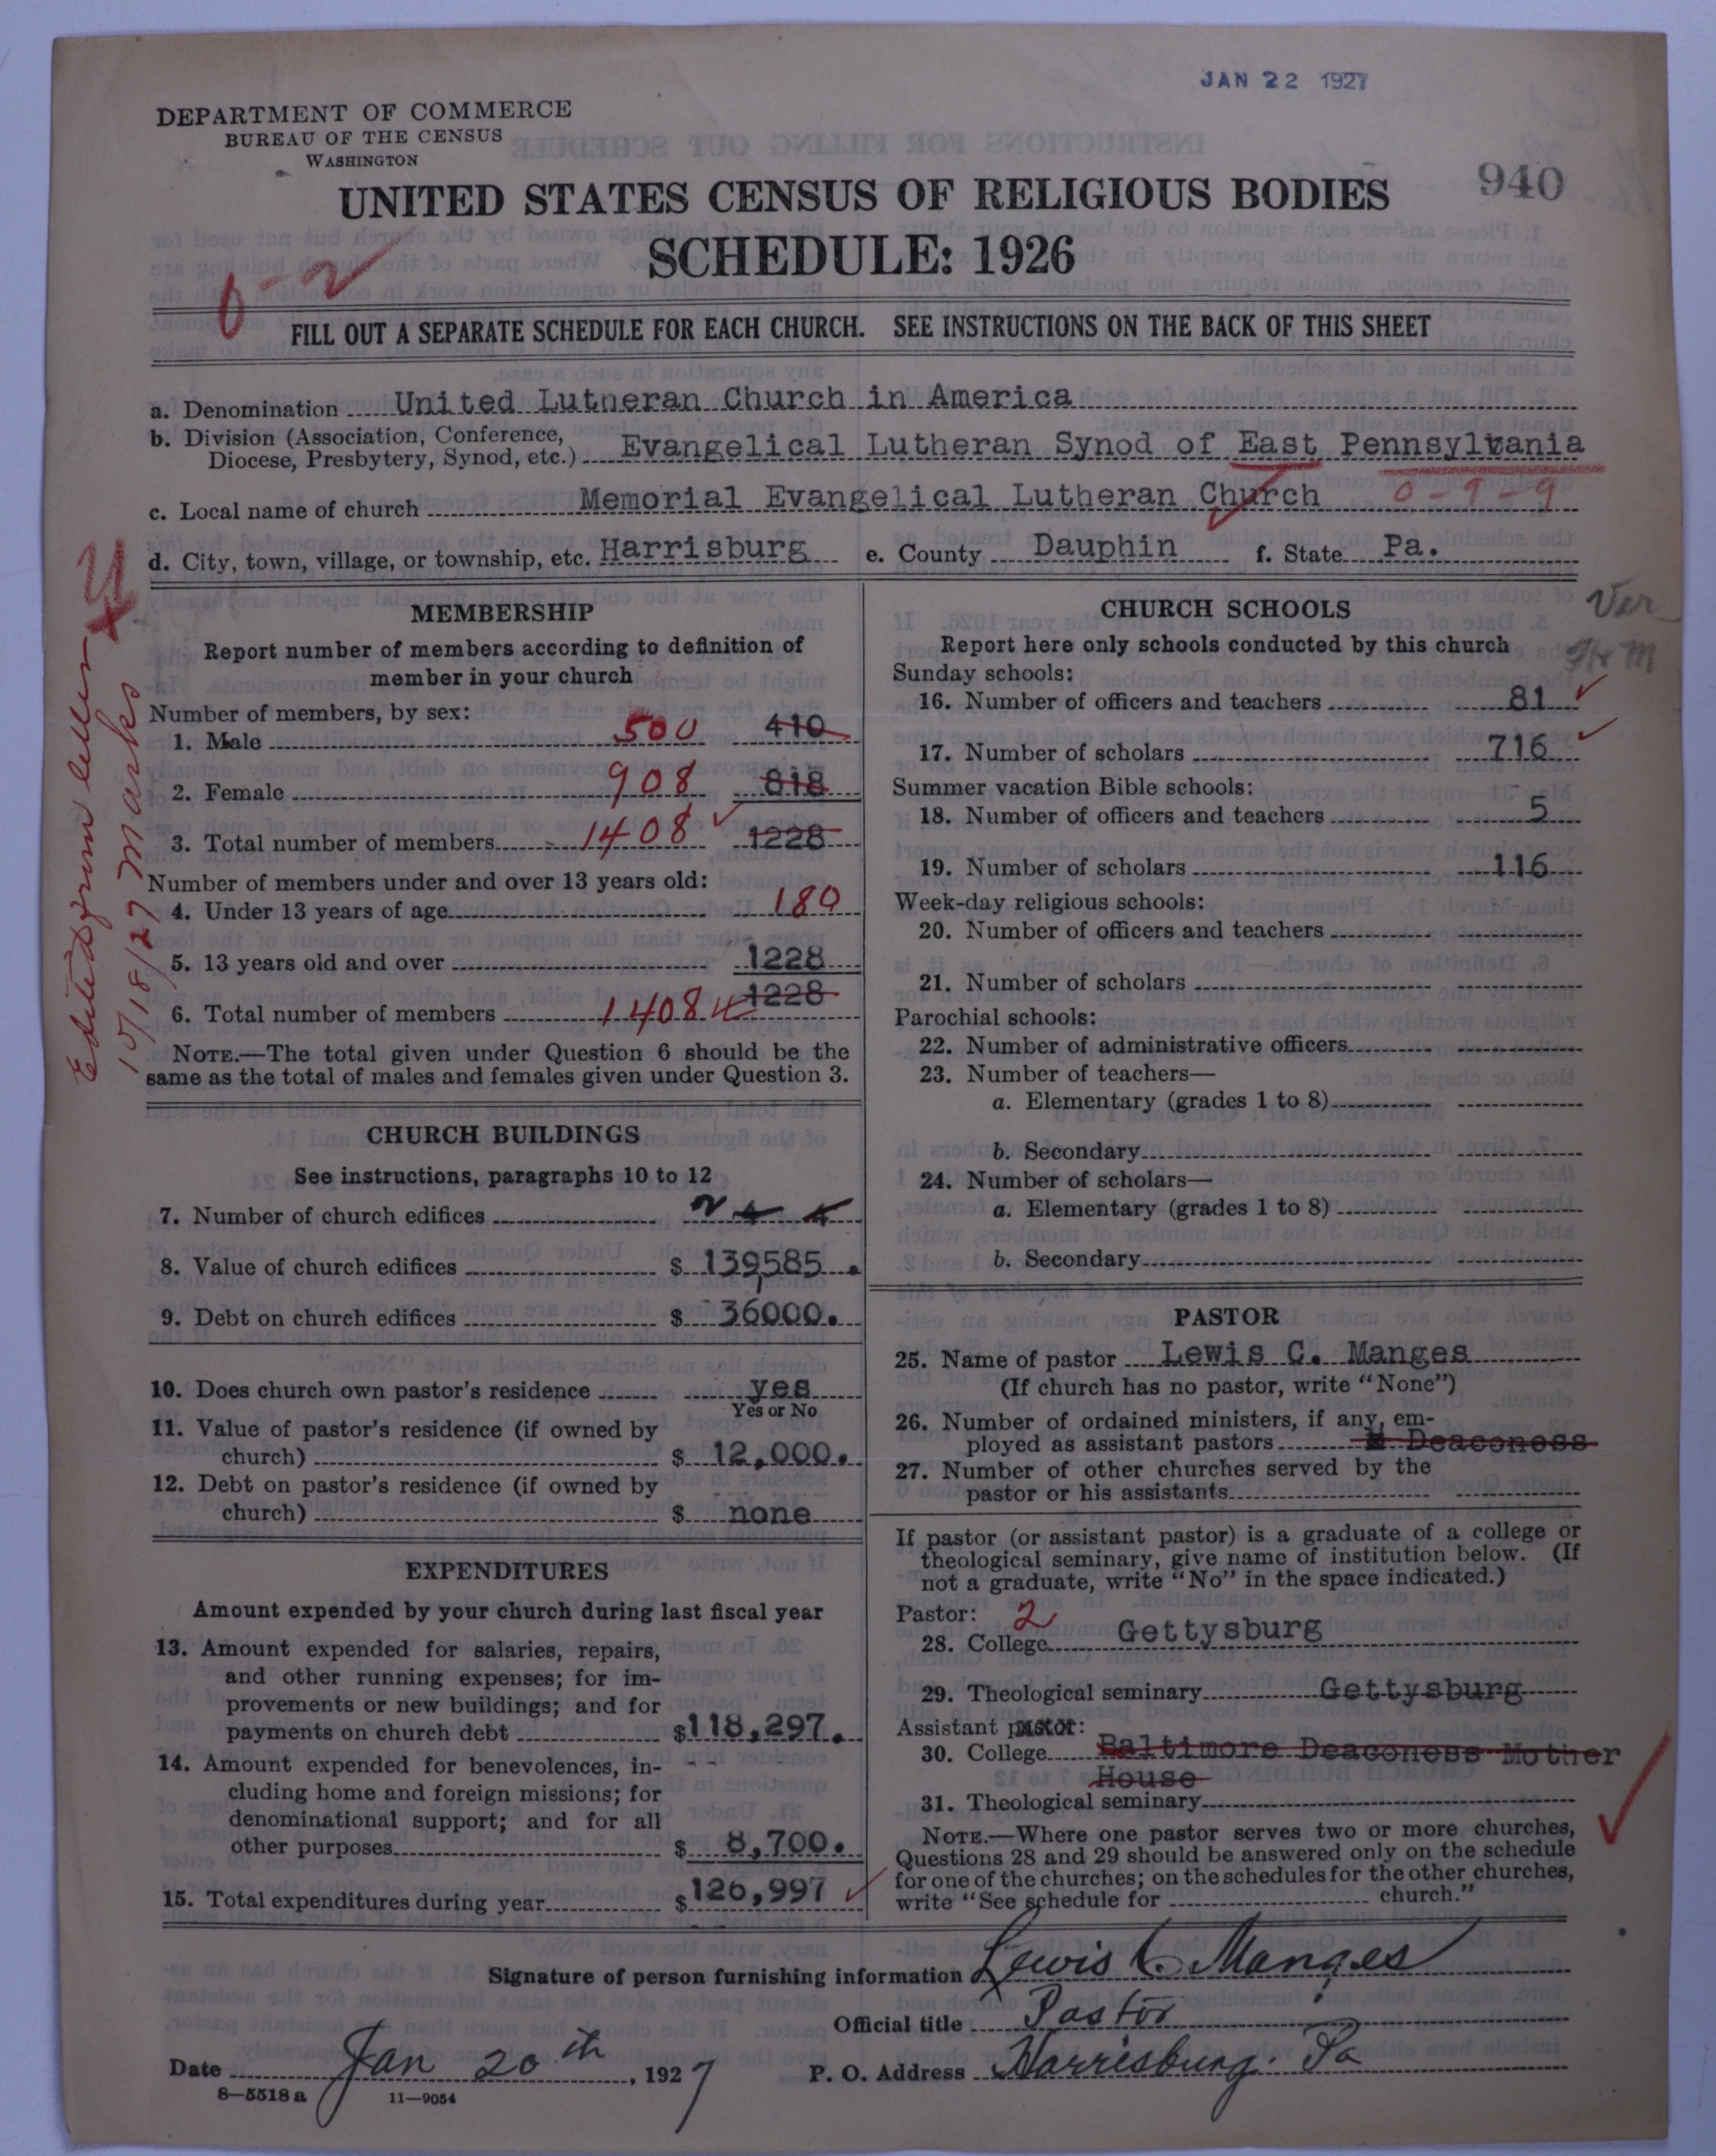 JAN 22 1927
DEPARTMENT OF COMMERCE
BUREAU OF THE CENSUS
WASHINGTON
940
UNITED STATES CENSUS OF RELIGIOUS BODIES
SCHEDULE: 1926
0-2
FILL OUT A SEPARATE SCHEDULE FOR EACH CHURCH. SEE INSTRUCTIONS ON THE BACK OF THIS SHEET
a. Denomination United Lutheran Church in America
b. Division (Association, Conference,
Diocese, Presbytery, Synod, etc.) Evangelical Lutheran Synod of East Pennsylvania
c. Local name of church Memorial Evangelical Lutheran Church 0-9-9
d. City, town, village, or township, etc. Harrisburg e. County Dauphin f. State Pa.
Edited from letter
10/18/27 Marks
MEMBERSHIP
Report number of members according to definition of
member in your church
Number of members, by sex:
1. Male 500 410
2. Female 908 818
3. Total number of members 1408 1228
Number of members under and over 13 years old:
4. Under 13 years of age 180
5. 13 years old and over 1228
6. Total number of members 1408 1228
NOTE.—The total given under Question 6 should be the
same as the total of males and females given under Question 3.
CHURCH BUILDINGS
See instructions, paragraphs 10 to 12
7. Number of church edifices 2
8. Value of church edifices $ 139,585.
9. Debt on church edifices $ 36000.
10. Does church own pastor's residence yes
Yes or No
11. Value of pastor's residence (if owned by
church) $ 12,000.
12. Debt on pastor's residence (if owned by
church) $ none
EXPENDITURES
Amount expended by your church during last fiscal year
13. Amount expended for salaries, repairs,
and other running expenses; for im-
provements or new buildings; and for
payments on church debt $118,297.
14. Amount expended for benevolences, in-
cluding home and foreign missions; for
denominational support; and for all
other purposes $ 8,700.
15. Total expenditures during year $126,997
CHURCH SCHOOLS
Ver
Report here only schools conducted by this church
Sunday schools:
16. Number of officers and teachers 81
17. Number of scholars 716
Summer vacation Bible schools:
18. Number of officers and teachers 5
19. Number of scholars 116
Week-day religious schools:
20. Number of officers and teachers
21. Number of scholars
Parochial schools:
22. Number of administrative officers
23. Number of teachers—
a. Elementary (grades 1 to 8)
b. Secondary
24. Number of scholars—
a. Elementary (grades 1 to 8)
b. Secondary
PASTOR
25. Name of pastor Lewis C. Manges
(If church has no pastor, write "None")
26. Number of ordained ministers, if any, em-
ployed as assistant pastors Deaconess
27. Number of other churches served by the
pastor or his assistants
If pastor (or assistant pastor) is a graduate of a college or
theological seminary, give name of institution below. (If
not a graduate, write "No" in the space indicated.)
Pastor: 2
28. College Gettysburg
29. Theological seminary Gettysburg
Assistant pastor:
30. College Baltimore Deaconess Mother
House
31. Theological seminary
NOTE.—Where one pastor serves two or more churches,
Questions 28 and 29 should be answered only on the schedule
for one of the churches; on the schedules for the other churches,
write "See schedule for church."
Signature of person furnishing information Lewis C. Manges
Official title Pastor
Date Jan 20th, 1927 P. O. Address Harrisburg. Pa
8—5518 a 11—9054